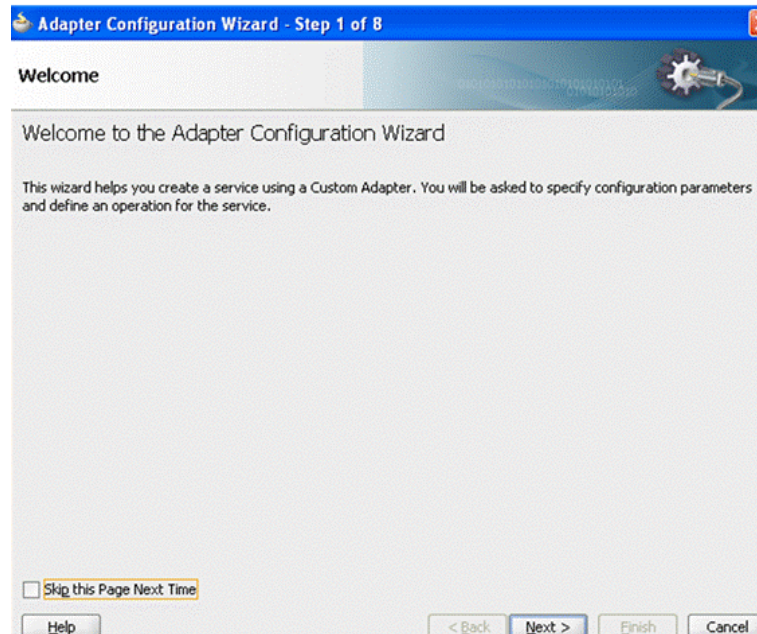 Adapter Configuration Wizard - Step 1 of 8
Welcome
Welcome to the Adapter Configuration Wizard
This wizard helps you create a service using a Custom Adapter. You will be asked to specify configuration parameters
and define an operation for the service.
Skip this Page Next Time
Help < Back Next > Finish Cancel